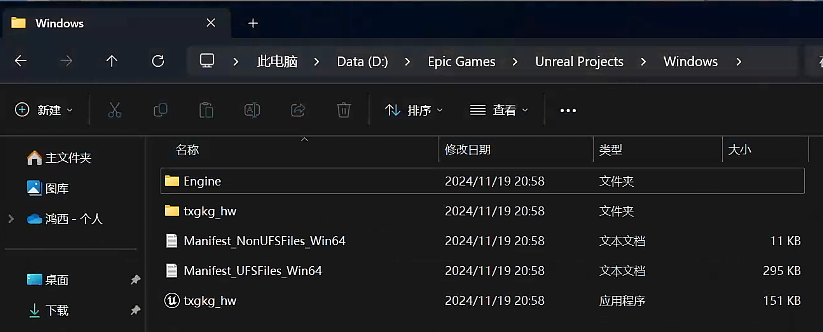 Windows
此电脑 Data (D:) Epic Games Unreal Projects Windows
新建 排序 查看
名称 修改日期 类型 大小
主文件夹
图库
鸿西 - 个人
桌面
下载
Engine 2024/11/19 20:58 文件夹
txgkg_hw 2024/11/19 20:58 文件夹
Manifest_NonUFSFiles_Win64 2024/11/19 20:58 文本文档 11 KB
Manifest_UFSFiles_Win64 2024/11/19 20:58 文本文档 295 KB
txgkg_hw 2024/11/19 20:58 应用程序 151 KB